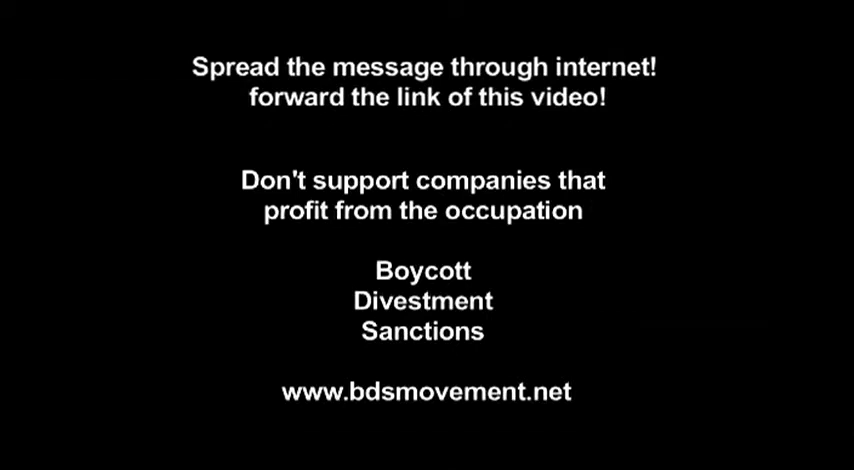 Spread the message through internet!
forward the link of this video!
Don't support companies that
profit from the occupation
Boycott
Divestment
Sanctions
www.bdsmovement.net